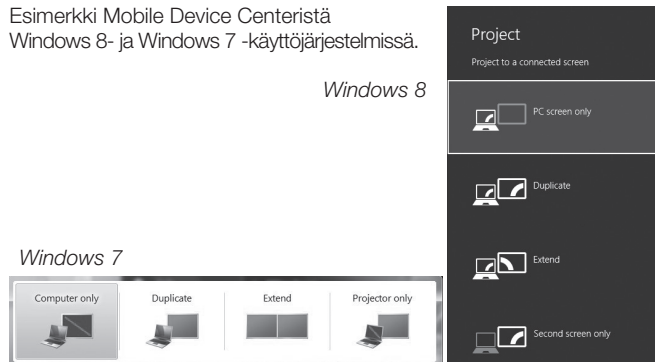 Esimerkki Mobile Device Centeristä
Windows 8- ja Windows 7 -käyttöjärjestelmissä.
Windows 8
Project
Project to a connected screen
PC screen only
Duplicate
Extend
Second screen only
Windows 7
Computer only
Duplicate
Extend
Projector only